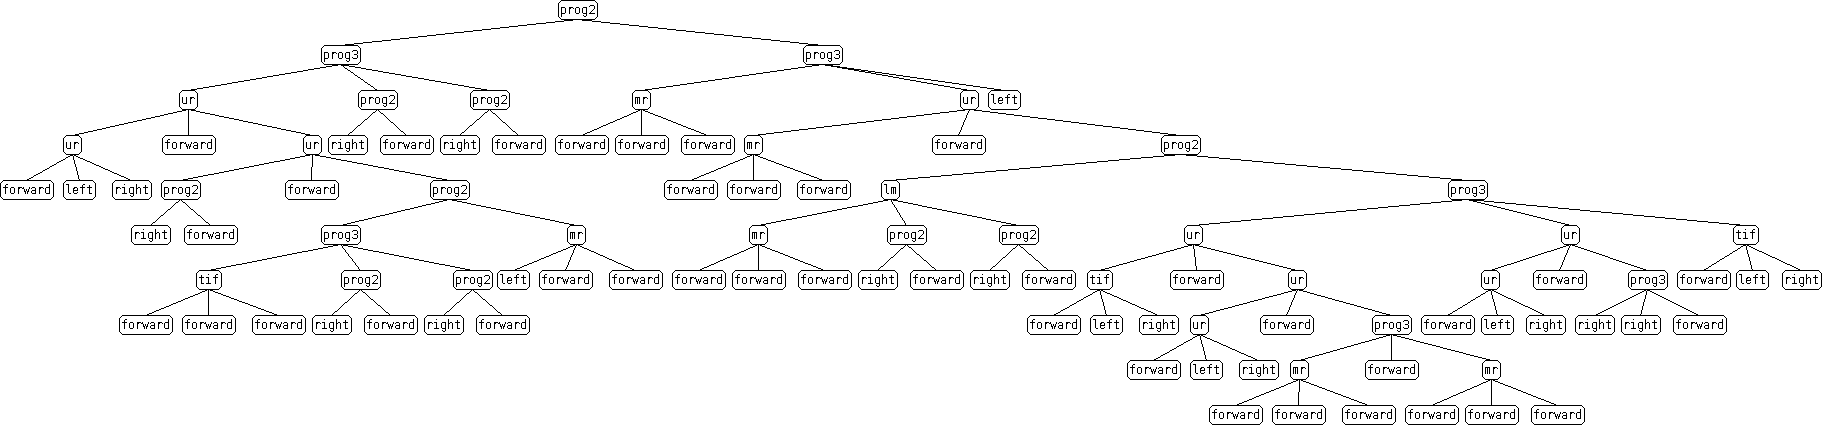 prog2
prog3 prog3
ur prog2 prog2 mr ur left
ur forward ur right forward right forward forward forward forward mr forward prog2
forward left right prog2 forward prog2 forward forward forward lm prog3
right forward prog3 mr mr prog2 prog2 ur ur tif
tif prog2 prog2 left forward forward forward forward forward right forward right forward tif forward ur ur forward prog3 forward left right
forward forward forward right forward right forward forward left right ur forward prog3 forward left right right right forward
forward left right mr forward mr
forward forward forward forward forward forward